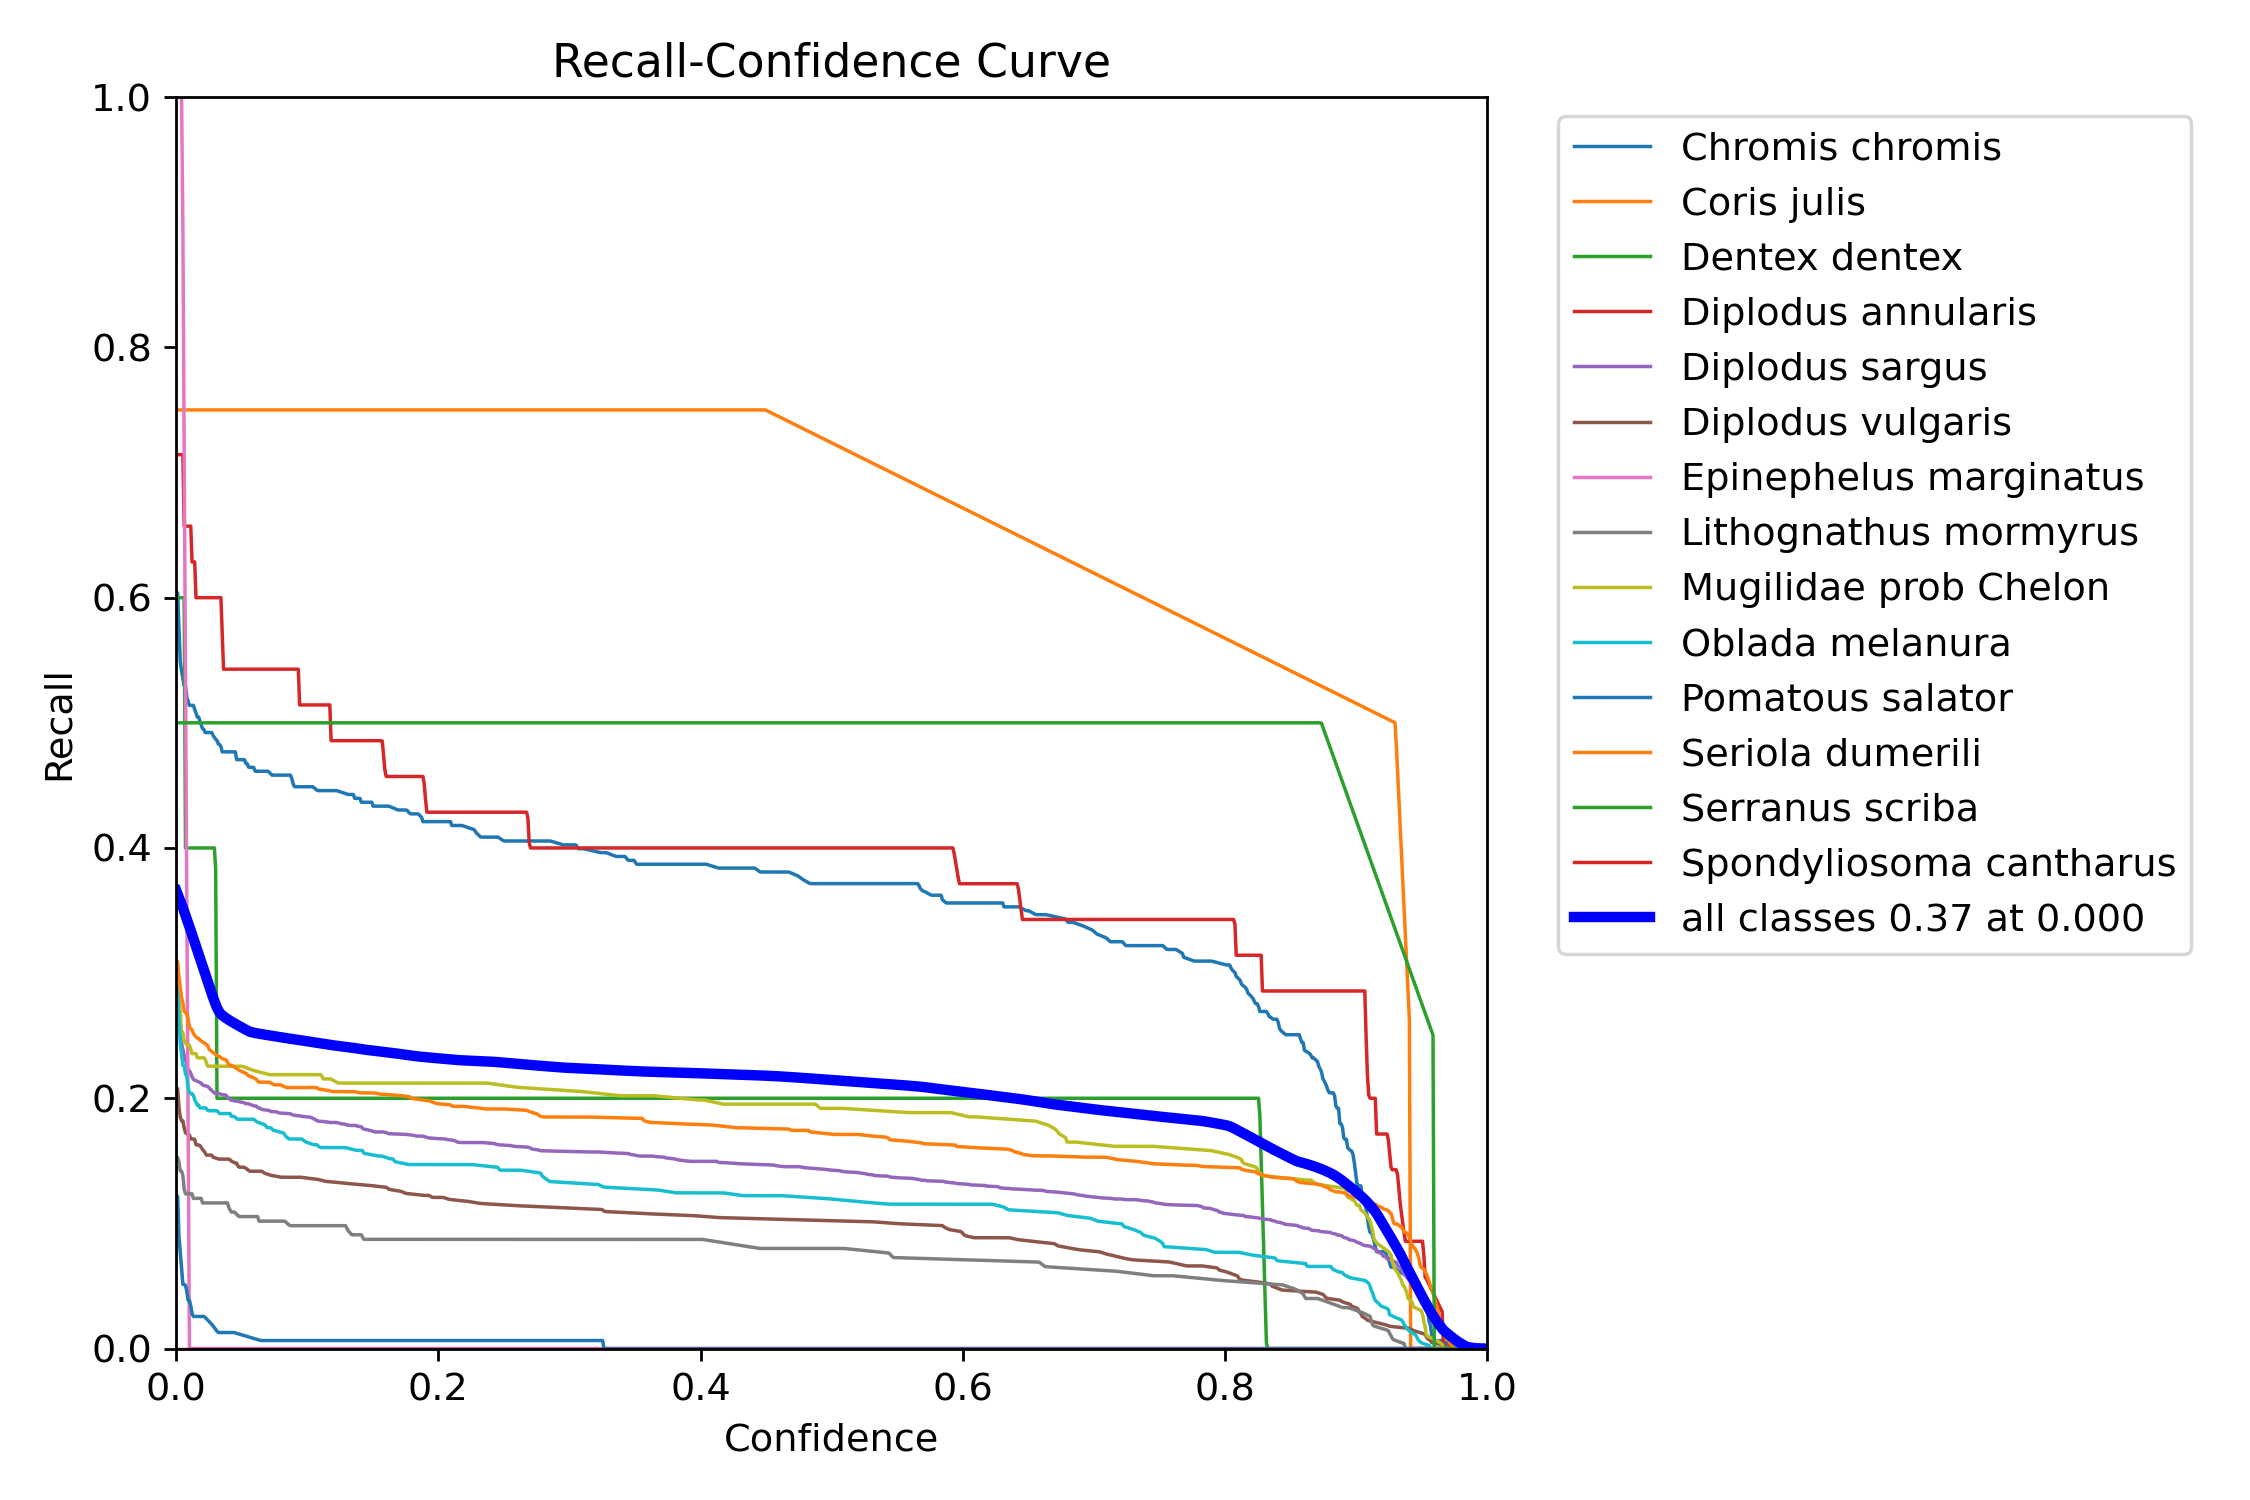 Recall-Confidence Curve
1.0
0.8
0.6
0.4
0.2
0.0
Recall
0.0 0.2 0.4 0.6 0.8 1.0
Confidence
Chromis chromis
Coris julis
Dentex dentex
Diplodus annularis
Diplodus sargus
Diplodus vulgaris
Epinephelus marginatus
Lithognathus mormyrus
Mugilidae prob Chelon
Oblada melanura
Pomatous salator
Seriola dumerili
Serranus scriba
Spondyliosoma cantharus
all classes 0.37 at 0.000